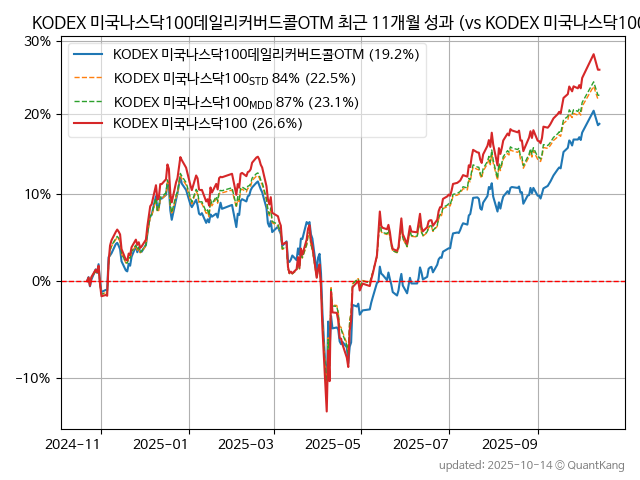 KODEX 미국나스닥100데일리커버드콜OTM 최근 11개월 성과 (vs KODEX 미국나스닥100
KODEX 미국나스닥100데일리커버드콜OTM (19.2%)
KODEX 미국나스닥100STD 84% (22.5%)
KODEX 미국나스닥100MDD 87% (23.1%)
KODEX 미국나스닥100 (26.6%)
30%
20%
10%
0%
−10%
2024-11 2025-01 2025-03 2025-05 2025-07 2025-09
updated: 2025-10-14 © QuantKang